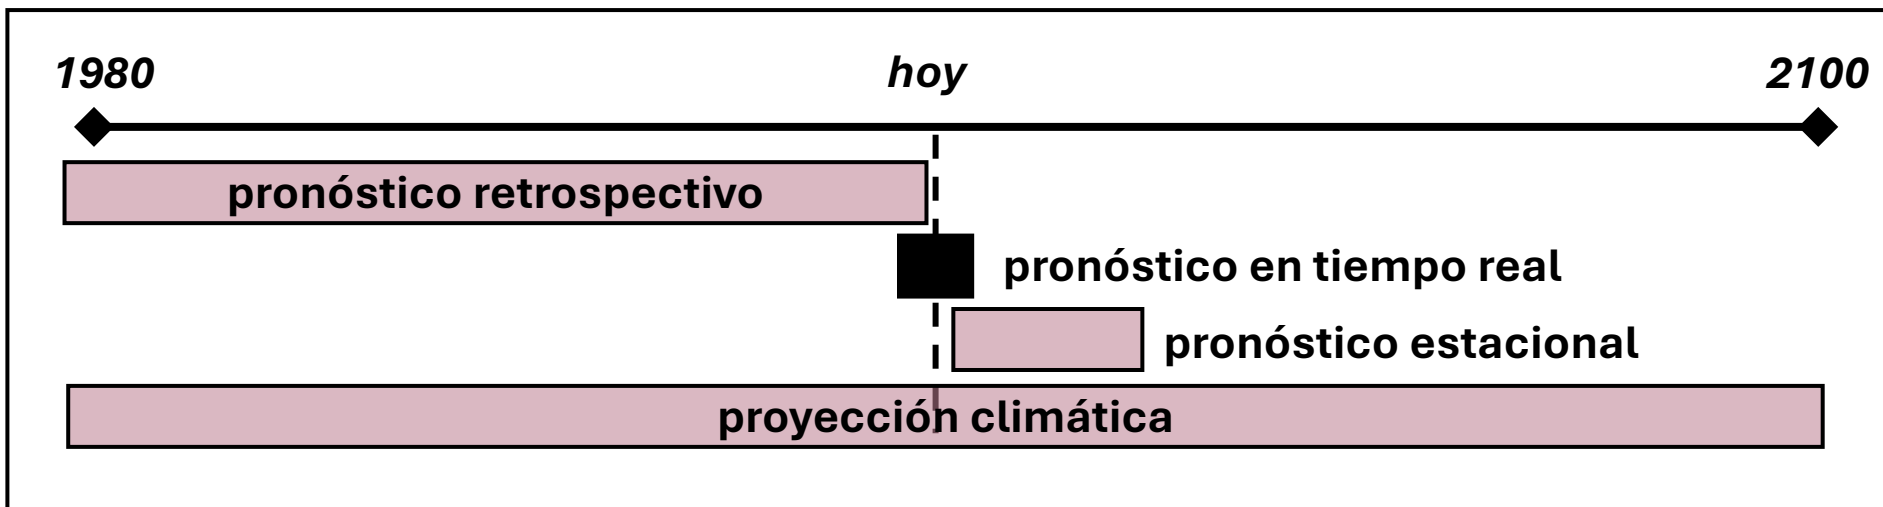 1980 hoy 2100
pronóstico retrospectivo
pronóstico en tiempo real
pronóstico estacional
proyección climática